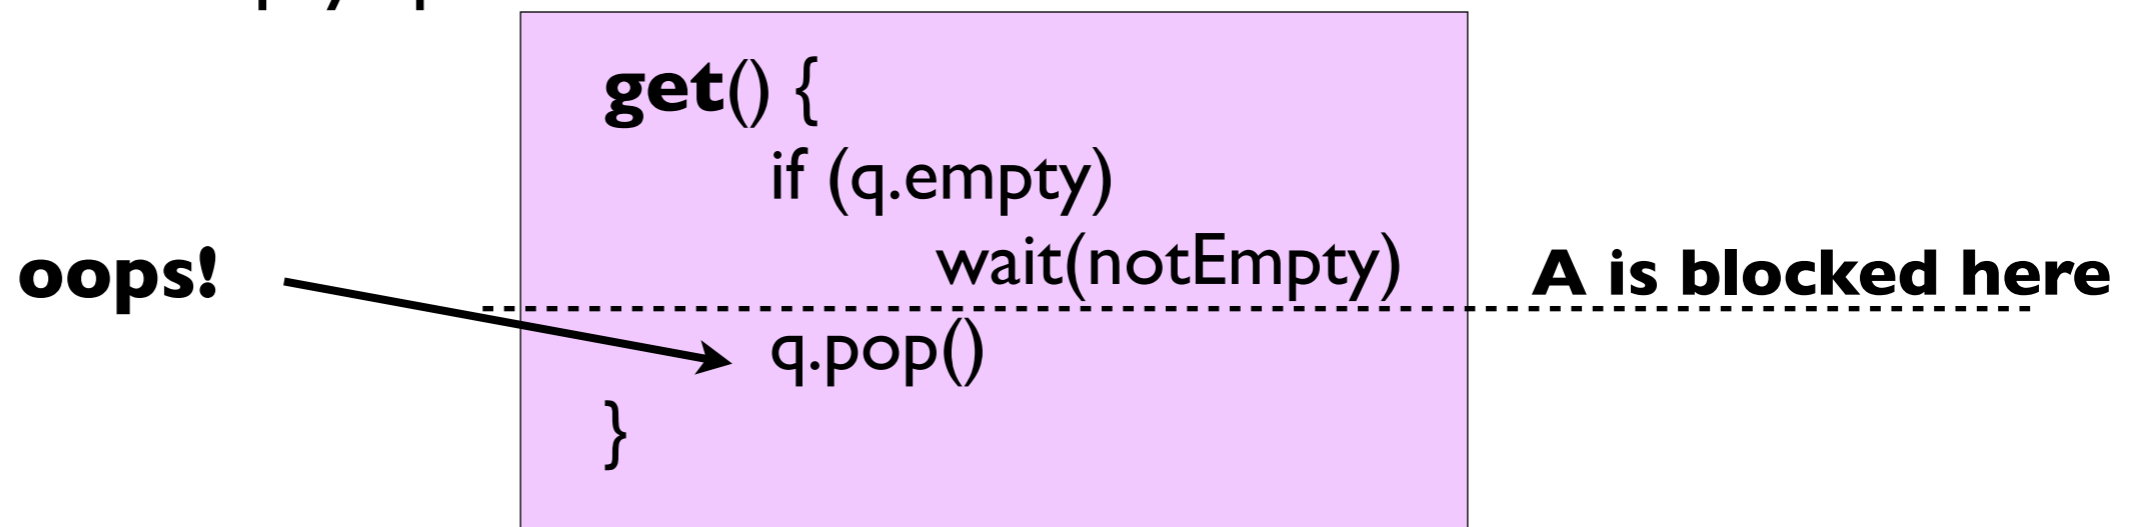 get() {
if (q.empty)
wait(notEmpty)
oops!
A is blocked here
q.pop()
}